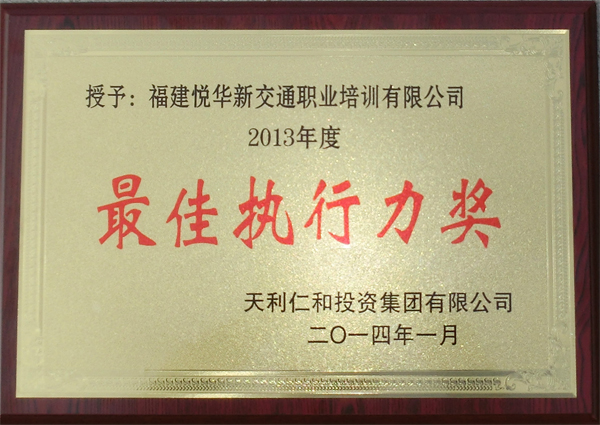 授予：福建悦华新交通职业培训有限公司
2013年度
最佳执行力奖
天利仁和投资集团有限公司
二〇一四年一月